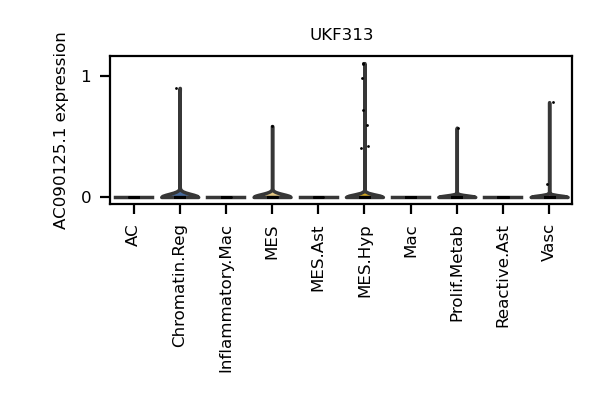 UKF313
AC090125.1 expression
1
0
AC
Chromatin.Reg
Inflammatory.Mac
MES
MES.Ast
MES.Hyp
Mac
Prolif.Metab
Reactive.Ast
Vasc